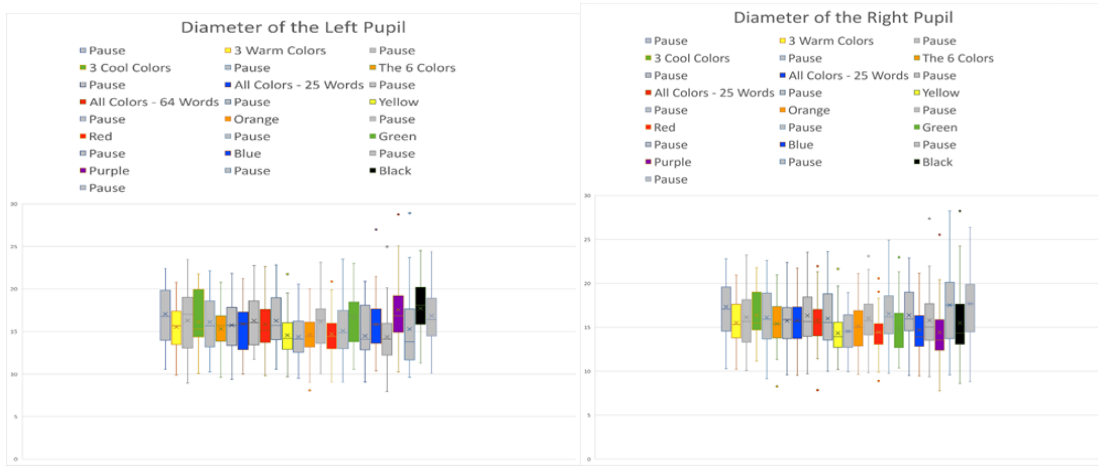 Diameter of the Left Pupil
Pause 3 Warm Colors Pause
3 Cool Colors Pause The 6 Colors
Pause All Colors - 25 Words Pause
All Colors - 64 Words Pause Yellow
Pause Orange Pause
Red Pause Green
Pause Blue Pause
Purple Pause Black
Pause
30
25
20
15
10
5
0
Diameter of the Right Pupil
Pause 3 Warm Colors Pause
3 Cool Colors Pause The 6 Colors
Pause All Colors - 25 Words Pause
All Colors - 25 Words Pause Yellow
Pause Orange Pause
Red Pause Green
Pause Blue Pause
Purple Pause Black
Pause
30
25
20
15
10
5
0